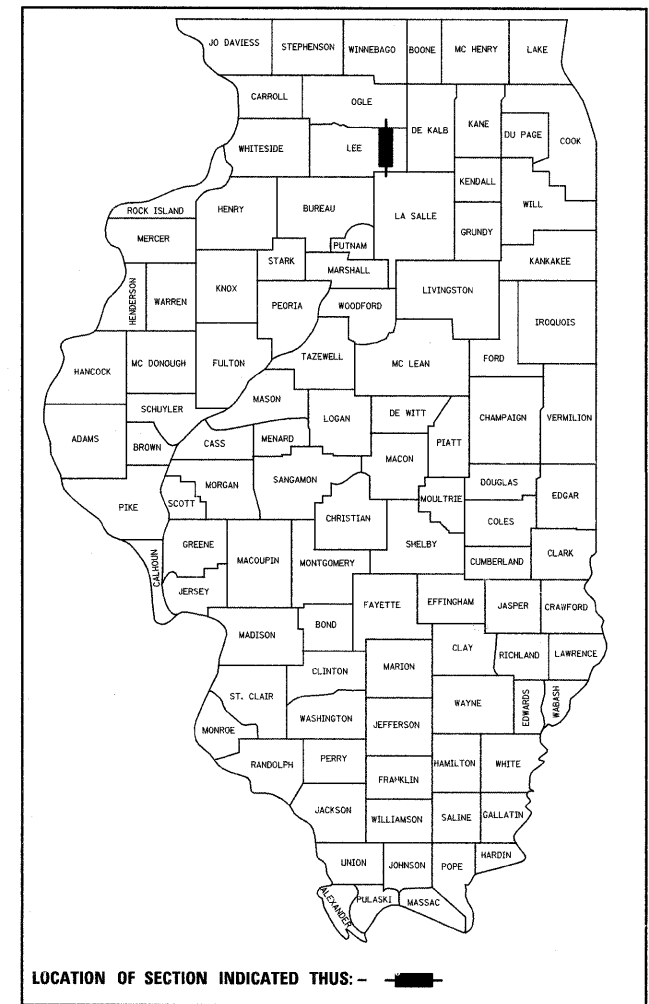 JO DAVIESS STEPHENSON WINNEBAGO BOONE MC HENRY LAKE
CARROLL OGLE DE KALB KANE DU PAGE COOK
WHITESIDE LEE
KENDALL WILL
ROCK ISLAND HENRY BUREAU LA SALLE GRUNDY
MERCER PUTNAM KANKAKEE
STARK MARSHALL
HENDERSON WARREN KNOX PEORIA WOODFORD LIVINGSTON IROQUOIS
HANCOCK MC DONOUGH FULTON TAZEWELL MC LEAN FORD
MASON
SCHUYLER LOGAN DE WITT CHAMPAIGN VERMILION
ADAMS BROWN CASS MENARD PIATT
MACON
MORGAN SANGAMON DOUGLAS EDGAR
PIKE SCOTT CHRISTIAN MOULTRIE
COLES
GREENE MACOUPIN MONTGOMERY SHELBY CUMBERLAND CLARK
CALHOUN JERSEY
FAYETTE EFFINGHAM JASPER CRAWFORD
MADISON BOND
CLAY RICHLAND LAWRENCE
CLINTON MARION
ST. CLAIR WAYNE EDWARDS WABASH
WASHINGTON JEFFERSON
MONROE
RANDOLPH PERRY HAMILTON WHITE
FRANKLIN
JACKSON WILLIAMSON SALINE GALLATIN
UNION JOHNSON POPE HARDIN
ALEXANDER PULASKI MASSAC
LOCATION OF SECTION INDICATED THUS: -